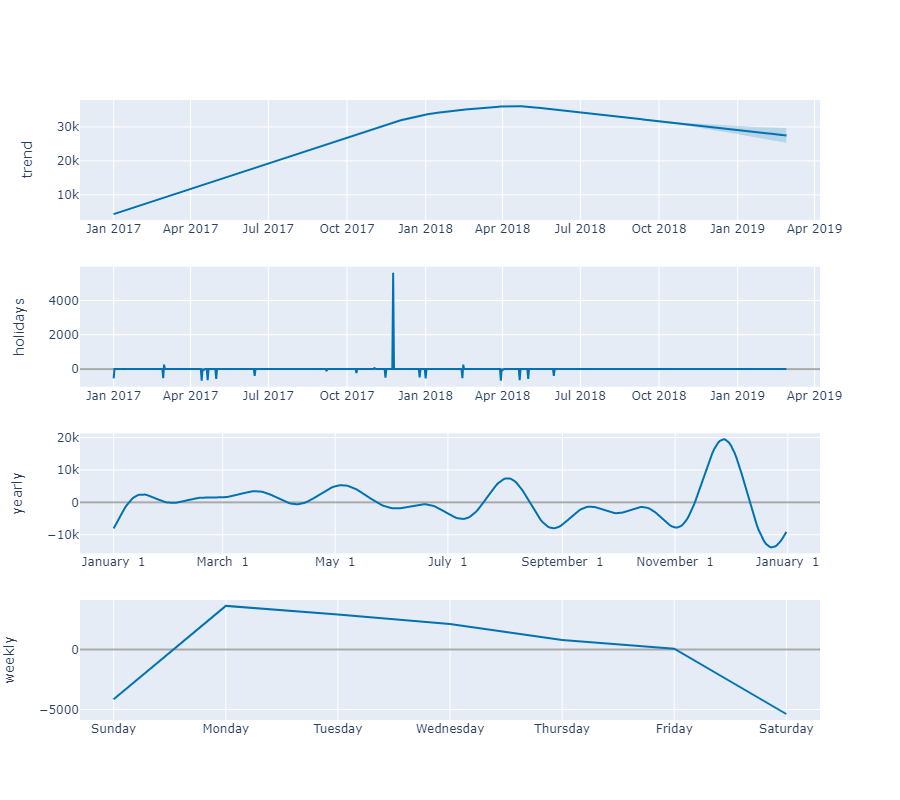 trend
30k
20k
10k
Jan 2017 Apr 2017 Jul 2017 Oct 2017 Jan 2018 Apr 2018 Jul 2018 Oct 2018 Jan 2019 Apr 2019
holidays
4000
2000
0
Jan 2017 Apr 2017 Jul 2017 Oct 2017 Jan 2018 Apr 2018 Jul 2018 Oct 2018 Jan 2019 Apr 2019
yearly
20k
10k
0
−10k
January 1 March 1 May 1 July 1 September 1 November 1 January 1
weekly
0
−5000
Sunday Monday Tuesday Wednesday Thursday Friday Saturday